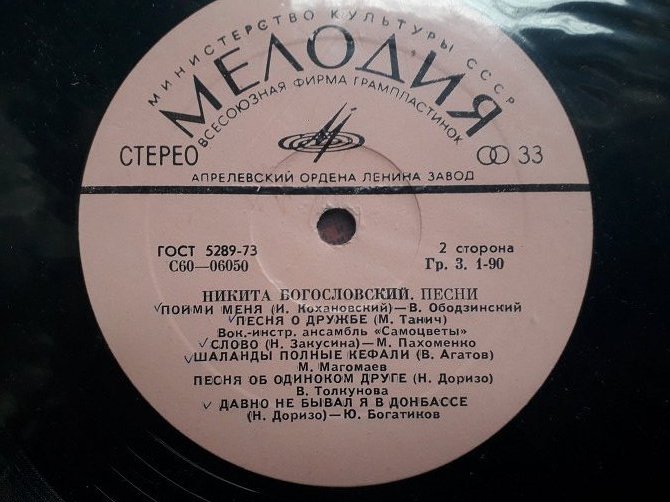 МИНИСТЕРСТВО КУЛЬТУРЫ СССР
МЕЛОДИЯ
ВСЕСОЮЗНАЯ ФИРМА ГРАМПЛАСТИНОК
СТЕРЕО
33
АПРЕЛЕВСКИЙ ОРДЕНА ЛЕНИНА ЗАВОД
ГОСТ 5289-73
2 сторона
С60—06050
Гр. 3. 1-90
НИКИТА БОГОСЛОВСКИЙ. ПЕСНИ
ПОЙМИ МЕНЯ (И. Кохановский)—В. Ободзинский
ПЕСНЯ О ДРУЖБЕ (М. Танич)
Вок.-инстр. ансамбль «Самоцветы»
СЛОВО (Н. Закусина)—М. Пахоменко
ШАЛАНДЫ ПОЛНЫЕ КЕФАЛИ (В. Агатов)
М. Магомаев
ПЕСНЯ ОБ ОДИНОКОМ ДРУГЕ (Н. Доризо)
В. Толкунова
ДАВНО НЕ БЫВАЛ Я В ДОНБАССЕ
(Н. Доризо)—Ю. Богатиков